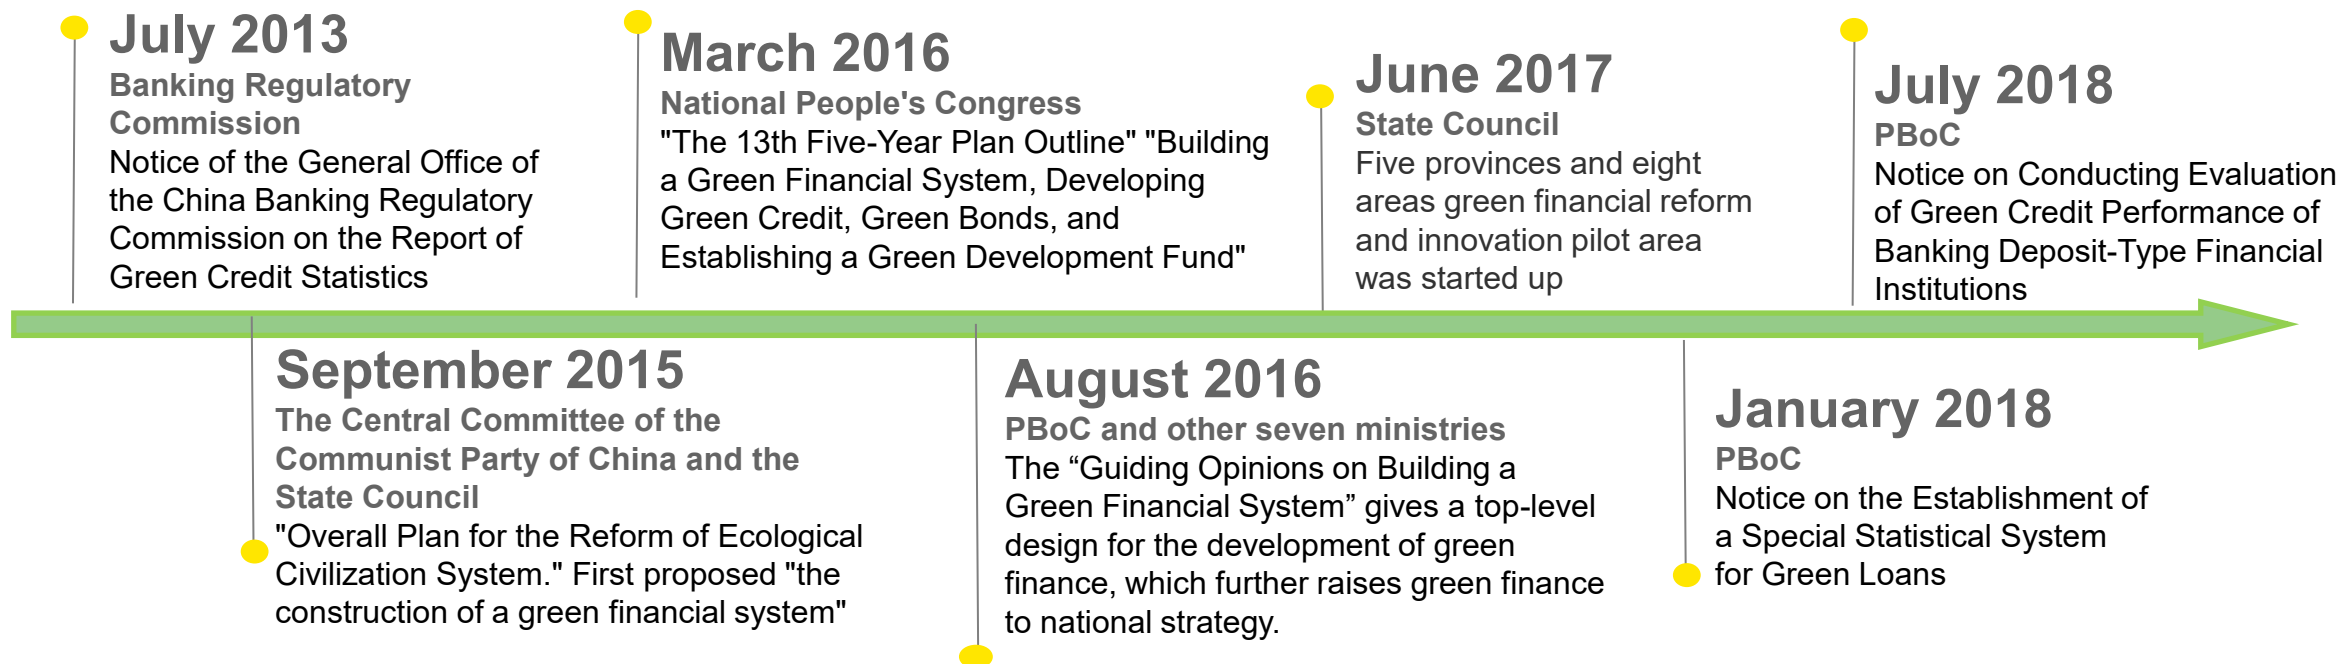 July 2013
Banking Regulatory
Commission
Notice of the General Office of
the China Banking Regulatory
Commission on the Report of
Green Credit Statistics
September 2015
The Central Committee of the
Communist Party of China and the
State Council
"Overall Plan for the Reform of Ecological
Civilization System." First proposed "the
construction of a green financial system"
March 2016
National People's Congress
"The 13th Five-Year Plan Outline" "Building
a Green Financial System, Developing
Green Credit, Green Bonds, and
Establishing a Green Development Fund"
August 2016
PBoC and other seven ministries
The “Guiding Opinions on Building a
Green Financial System” gives a top-level
design for the development of green
finance, which further raises green finance
to national strategy.
June 2017
State Council
Five provinces and eight
areas green financial reform
and innovation pilot area
was started up
January 2018
PBoC
Notice on the Establishment of
a Special Statistical System
for Green Loans
July 2018
PBoC
Notice on Conducting Evaluation
of Green Credit Performance of
Banking Deposit-Type Financial
Institutions